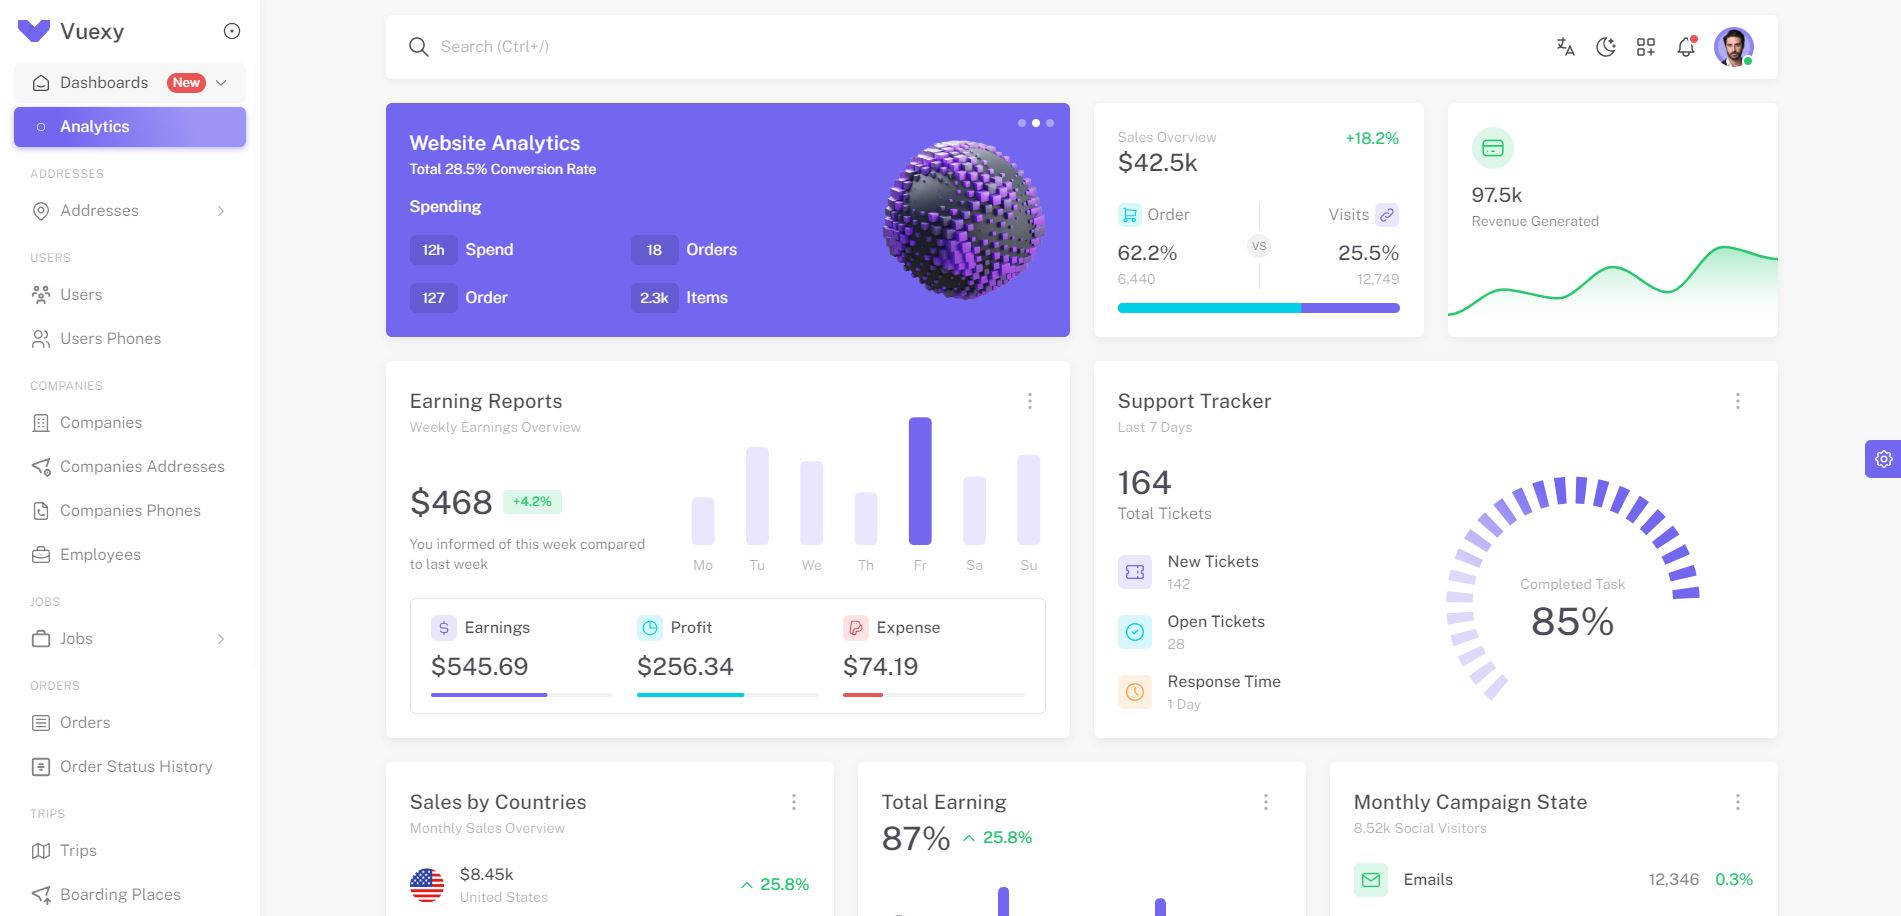 Vuexy
Dashboards New
Analytics
ADDRESSES
Addresses
USERS
Users
Users Phones
COMPANIES
Companies
Companies Addresses
Companies Phones
Employees
JOBS
Jobs
ORDERS
Orders
Order Status History
TRIPS
Trips
Boarding Places
Search (Ctrl+/)
Website Analytics
Total 28.5% Conversion Rate
Spending
12h Spend
18 Orders
127 Order
2.3k Items
Sales Overview
+18.2%
$42.5k
Order
Visits
62.2%
VS
25.5%
6,440
12,749
97.5k
Revenue Generated
Earning Reports
Weekly Earnings Overview
$468 +4.2%
You informed of this week compared
to last week
Mo Tu We Th Fr Sa Su
Earnings
$545.69
Profit
$256.34
Expense
$74.19
Support Tracker
Last 7 Days
164
Total Tickets
New Tickets
142
Open Tickets
28
Response Time
1 Day
Completed Task
85%
Sales by Countries
Monthly Sales Overview
$8.45k
United States
25.8%
Total Earning
87% 25.8%
Monthly Campaign State
8.52k Social Visitors
Emails 12,346 0.3%